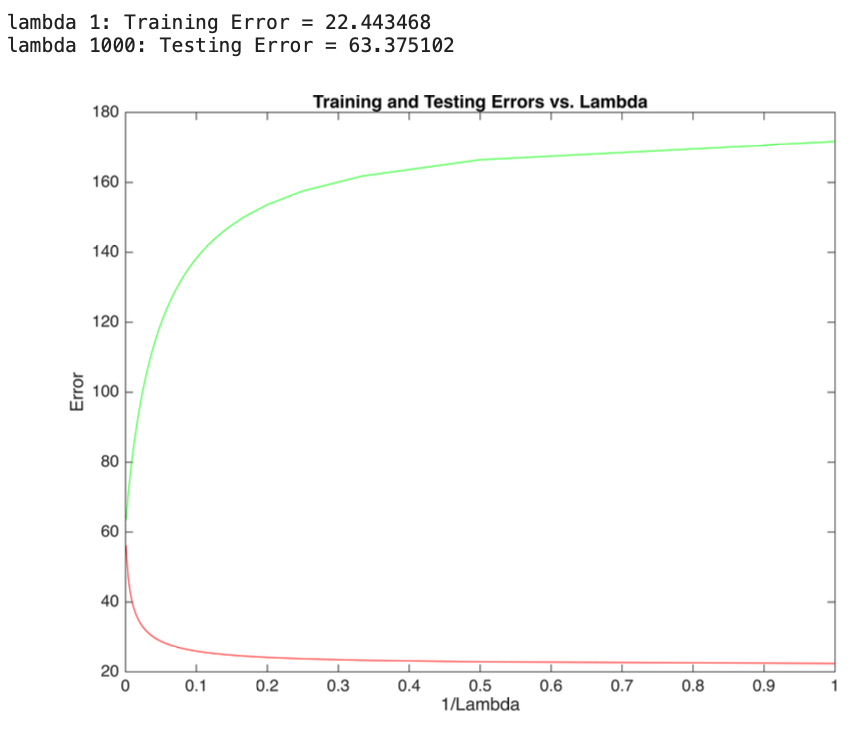 lambda 1: Training Error = 22.443468
lambda 1000: Testing Error = 63.375102
Training and Testing Errors vs. Lambda
180
160
140
120
100
80
60
40
20
Error
0 0.1 0.2 0.3 0.4 0.5 0.6 0.7 0.8 0.9 1
1/Lambda